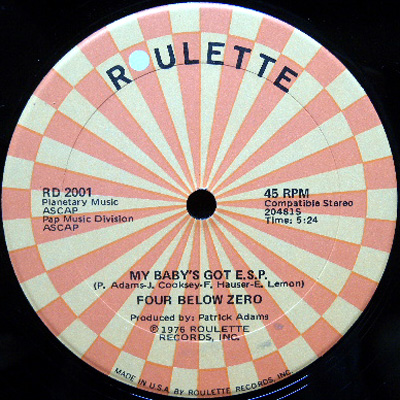 ROULETTE
RD 2001
Planetary Music
ASCAP
Pap Music Division
ASCAP
45 RPM
Compatible Stereo
20481S
Time: 5:24
MY BABY'S GOT E.S.P.
(P. Adams-J. Cooksey-F. Hauser-E. Lemon)
FOUR BELOW ZERO
Produced by: Patrick Adams
©1976 ROULETTE
RECORDS, INC.
MADE IN U.S.A. BY ROULETTE RECORDS, INC.